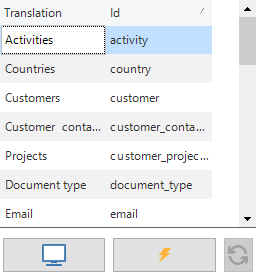 Translation Id
Activities activity
Countries country
Customers customer
Customer conta... customer_conta...
Projects customer_projec...
Document type document_type
Email email